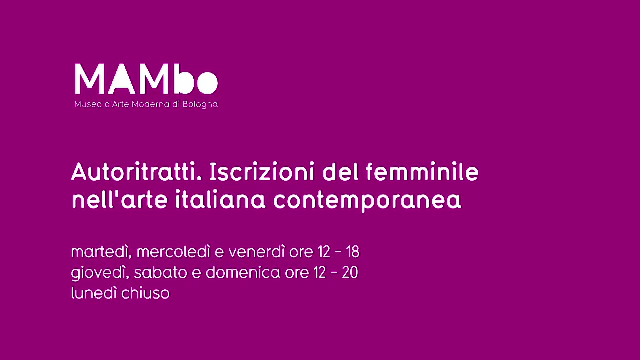 MAMbo
Museo d'Arte Moderna di Bologna
Autoritratti. Iscrizioni del femminile
nell'arte italiana contemporanea
martedì, mercoledì e venerdì ore 12 - 18
giovedì, sabato e domenica ore 12 - 20
lunedì chiuso